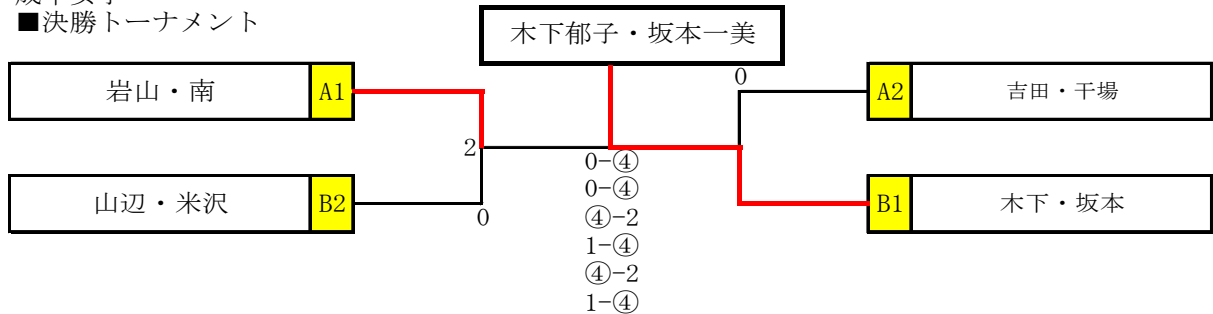 ■決勝トーナメント
木下郁子・坂本一美
岩山・南 A1
0
A2 吉田・干場
2
山辺・米沢 B2
0
B1 木下・坂本
0-④
0-④
④-2
1-④
④-2
1-④